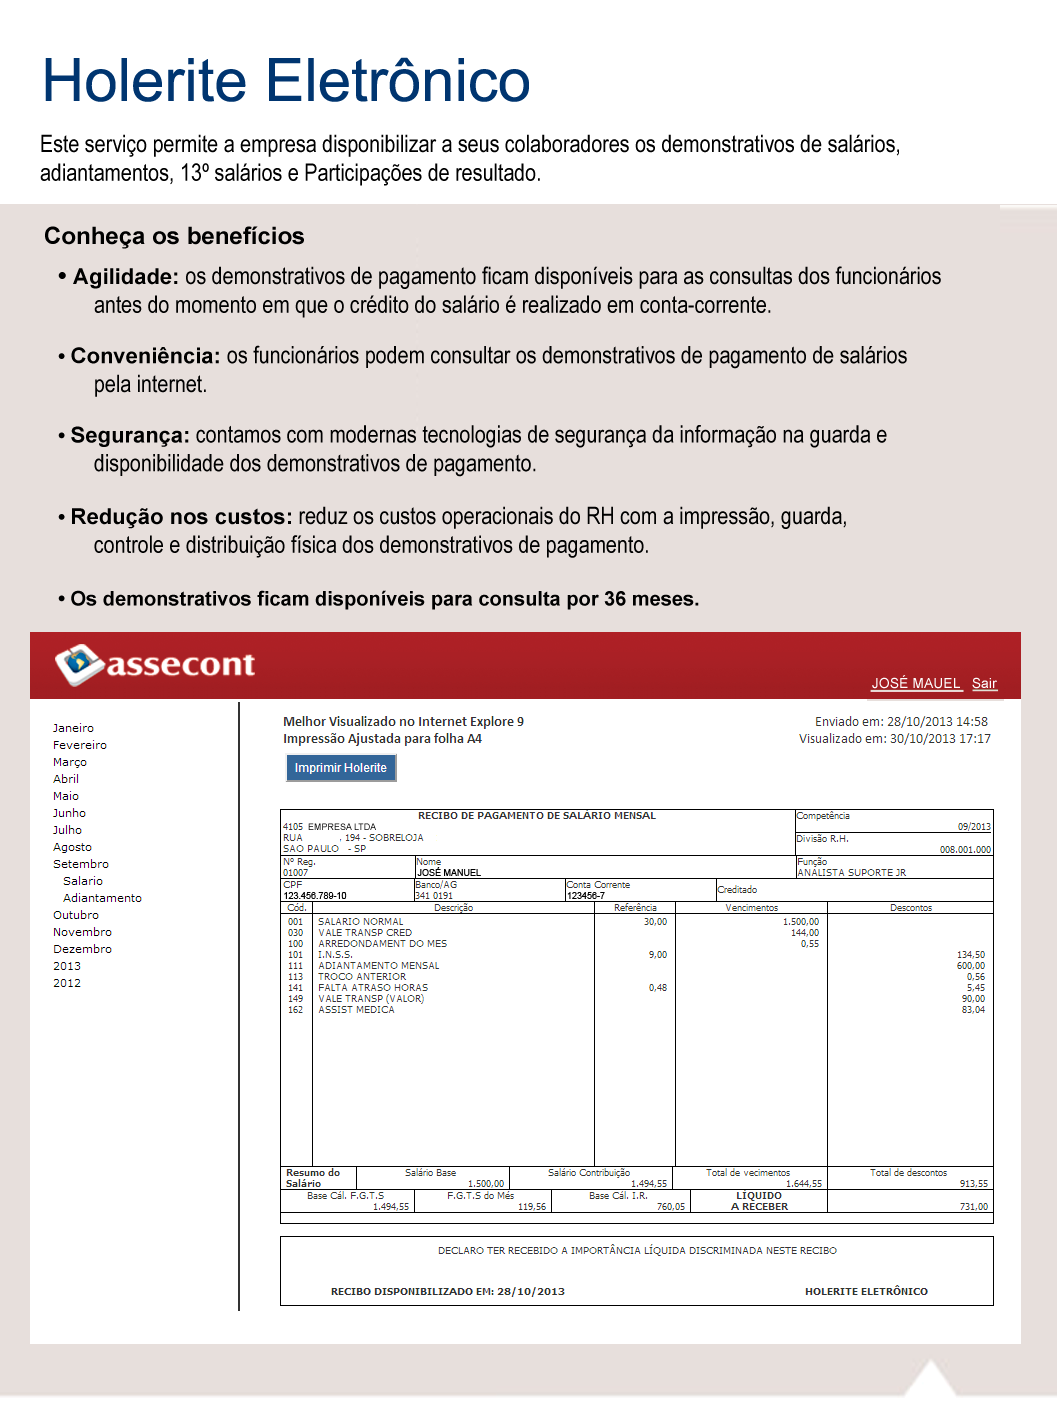 Holerite Eletrônico
Este serviço permite a empresa disponibilizar a seus colaboradores os demonstrativos de salários,
adiantamentos, 13º salários e Participações de resultado.
Conheça os benefícios
• Agilidade: os demonstrativos de pagamento ficam disponíveis para as consultas dos funcionários
antes do momento em que o crédito do salário é realizado em conta-corrente.
• Conveniência: os funcionários podem consultar os demonstrativos de pagamento de salários
pela internet.
• Segurança: contamos com modernas tecnologias de segurança da informação na guarda e
disponibilidade dos demonstrativos de pagamento.
• Redução nos custos: reduz os custos operacionais do RH com a impressão, guarda,
controle e distribuição física dos demonstrativos de pagamento.
• Os demonstrativos ficam disponíveis para consulta por 36 meses.
assecont
JOSÉ MAUEL Sair
Janeiro
Fevereiro
Março
Abril
Maio
Junho
Julho
Agosto
Setembro
Salario
Adiantamento
Outubro
Novembro
Dezembro
2013
2012
Melhor Visualizado no Internet Explore 9
Impressão Ajustada para folha A4
Enviado em: 28/10/2013 14:58
Visualizado em: 30/10/2013 17:17
Imprimir Holerite
RECIBO DE PAGAMENTO DE SALÁRIO MENSAL
4105 EMPRESA LTDA
RUA , 194 - SOBRELOJA
SAO PAULO - SP
Competência
09/2013
Divisão R.H.
008.001.000
Nº Reg. Nome Função
01007 JOSÉ MANUEL ANALISTA SUPORTE JR
CPF Banco/AG Conta Corrente Creditado
123.456.789-10 341 0191 123456-7
Cód. Descrição Referência Vencimentos Descontos
001 SALARIO NORMAL 30,00 1.500,00
030 VALE TRANSP CRED 144,00
100 ARREDONDAMENT DO MES 0,55
101 I.N.S.S. 9,00 134,50
111 ADIANTAMENTO MENSAL 600,00
113 TROCO ANTERIOR 0,56
141 FALTA ATRASO HORAS 0,48 5,45
149 VALE TRANSP (VALOR) 90,00
162 ASSIST MEDICA 83,04
Resumo do Salário Base Salário Contribuição Total de vecimentos Total de descontos
Salário 1.500,00 1.494,55 1.644,55 913,55
Base Cál. F.G.T.S F.G.T.S do Més Base Cál. I.R. LÍQUIDO
1.494,55 119,56 760,05 A RECEBER 731,00
DECLARO TER RECEBIDO A IMPORTÂNCIA LÍQUIDA DISCRIMINADA NESTE RECIBO
RECIBO DISPONIBILIZADO EM: 28/10/2013 HOLERITE ELETRÔNICO